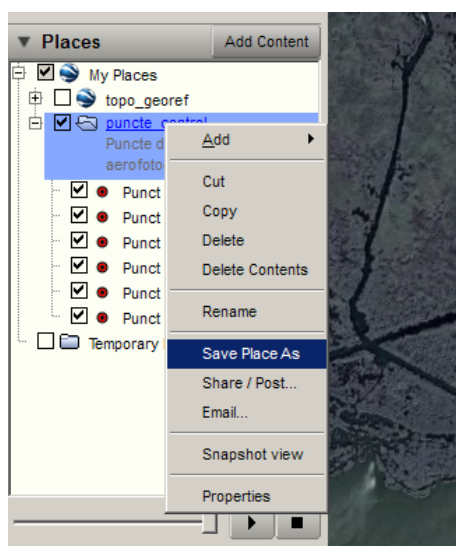 Places
Add Content
My Places
topo_georef
puncte_control
Puncte d
aerofoto
Punct
Punct
Punct
Punct
Punct
Punct
Temporary
Add
Cut
Copy
Delete
Delete Contents
Rename
Save Place As
Share / Post...
Email...
Snapshot view
Properties